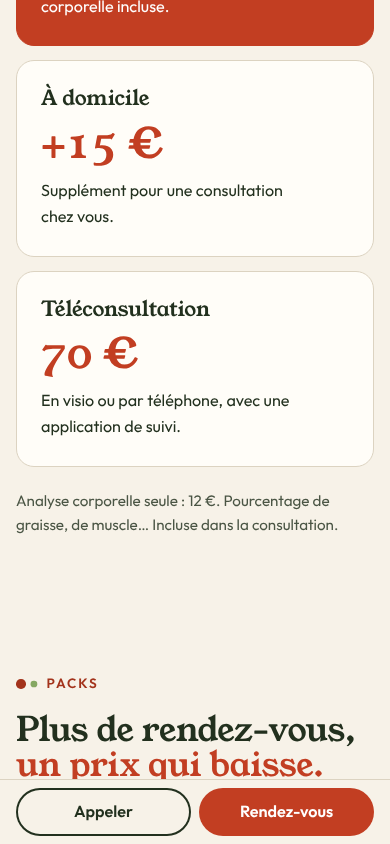 corporelle incluse.
À domicile
+15 €
Supplément pour une consultation
chez vous.
Téléconsultation
70 €
En visio ou par téléphone, avec une
application de suivi.
Analyse corporelle seule : 12 €. Pourcentage de
graisse, de muscle… Incluse dans la consultation.
PACKS
Plus de rendez-vous,
un prix qui baisse.
Appeler
Rendez-vous